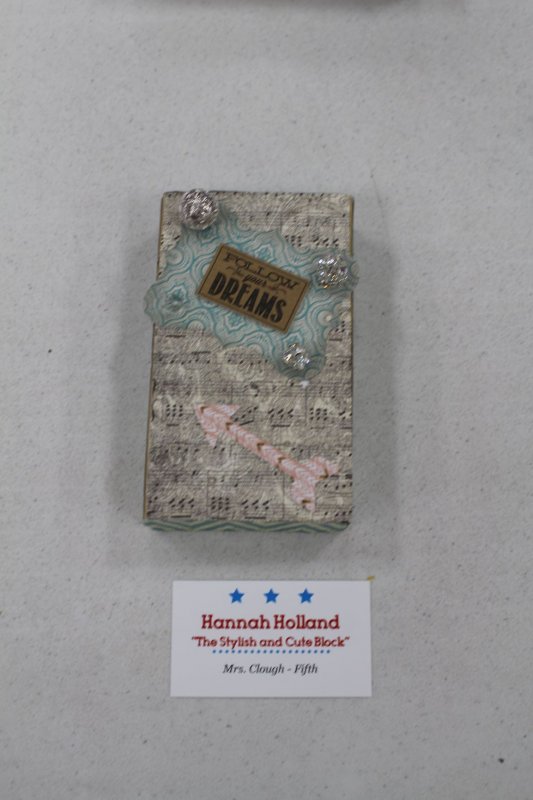 FOLLOW
your
DREAMS
Hannah Holland
"The Stylish and Cute Block"
Mrs. Clough - Fifth